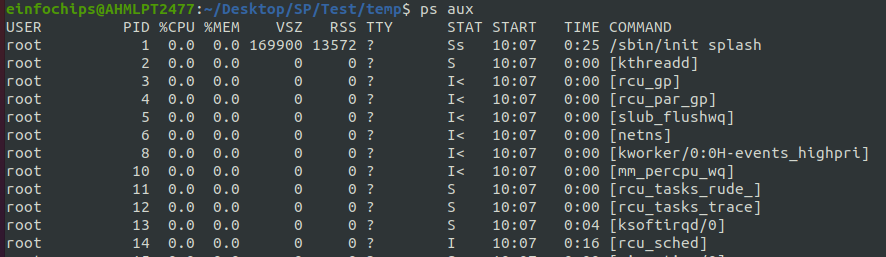 einfochips@AHMLPT2477:~/Desktop/SP/Test/temp$ ps aux
USER PID %CPU %MEM VSZ RSS TTY STAT START TIME COMMAND
root 1 0.0 0.0 169900 13572 ? Ss 10:07 0:25 /sbin/init splash
root 2 0.0 0.0 0 0 ? S 10:07 0:00 [kthreadd]
root 3 0.0 0.0 0 0 ? I< 10:07 0:00 [rcu_gp]
root 4 0.0 0.0 0 0 ? I< 10:07 0:00 [rcu_par_gp]
root 5 0.0 0.0 0 0 ? I< 10:07 0:00 [slub_flushwq]
root 6 0.0 0.0 0 0 ? I< 10:07 0:00 [netns]
root 8 0.0 0.0 0 0 ? I< 10:07 0:00 [kworker/0:0H-events_highpri]
root 10 0.0 0.0 0 0 ? I< 10:07 0:00 [mm_percpu_wq]
root 11 0.0 0.0 0 0 ? S 10:07 0:00 [rcu_tasks_rude_]
root 12 0.0 0.0 0 0 ? S 10:07 0:00 [rcu_tasks_trace]
root 13 0.0 0.0 0 0 ? S 10:07 0:04 [ksoftirqd/0]
root 14 0.0 0.0 0 0 ? I 10:07 0:16 [rcu_sched]